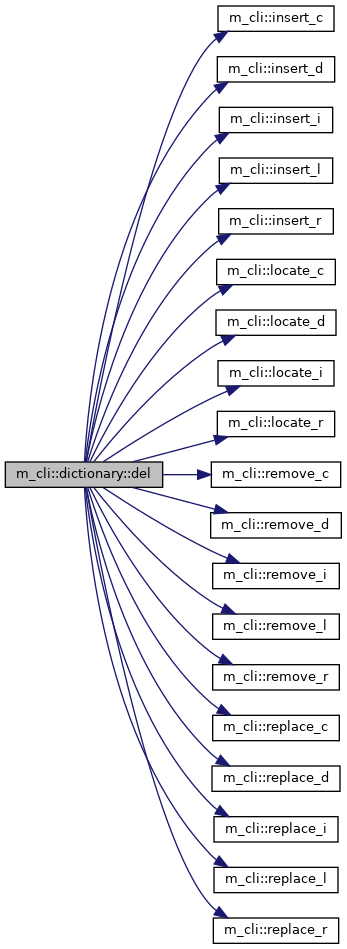 m_cli::insert_c
m_cli::insert_d
m_cli::insert_i
m_cli::insert_l
m_cli::insert_r
m_cli::locate_c
m_cli::locate_d
m_cli::locate_i
m_cli::locate_r
m_cli::dictionary::del
m_cli::remove_c
m_cli::remove_d
m_cli::remove_i
m_cli::remove_l
m_cli::remove_r
m_cli::replace_c
m_cli::replace_d
m_cli::replace_i
m_cli::replace_l
m_cli::replace_r